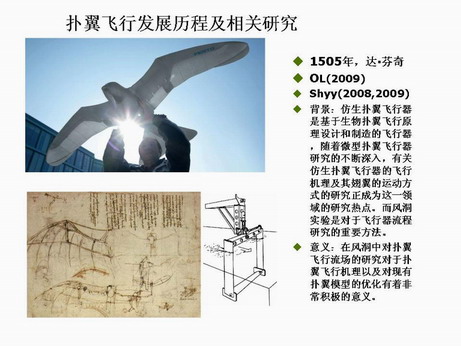 扑翼飞行发展历程及相关研究
1505年，达·芬奇
OL(2009)
Shyy(2008,2009)
背景：仿生扑翼飞行器
是基于生物扑翼飞行原
理设计和制造的飞行器
，随着微型扑翼飞行器
研究的不断深入，有关
仿生扑翼飞行器的飞行
机理及其翅翼的运动方
式的研究正成为这一领
域的研究热点。而风洞
实验是对于飞行器流程
研究的重要方法。
意义：在风洞中对扑翼
飞行流场的研究对于扑
翼飞行机理以及对现有
扑翼模型的优化有着非
常积极的意义。